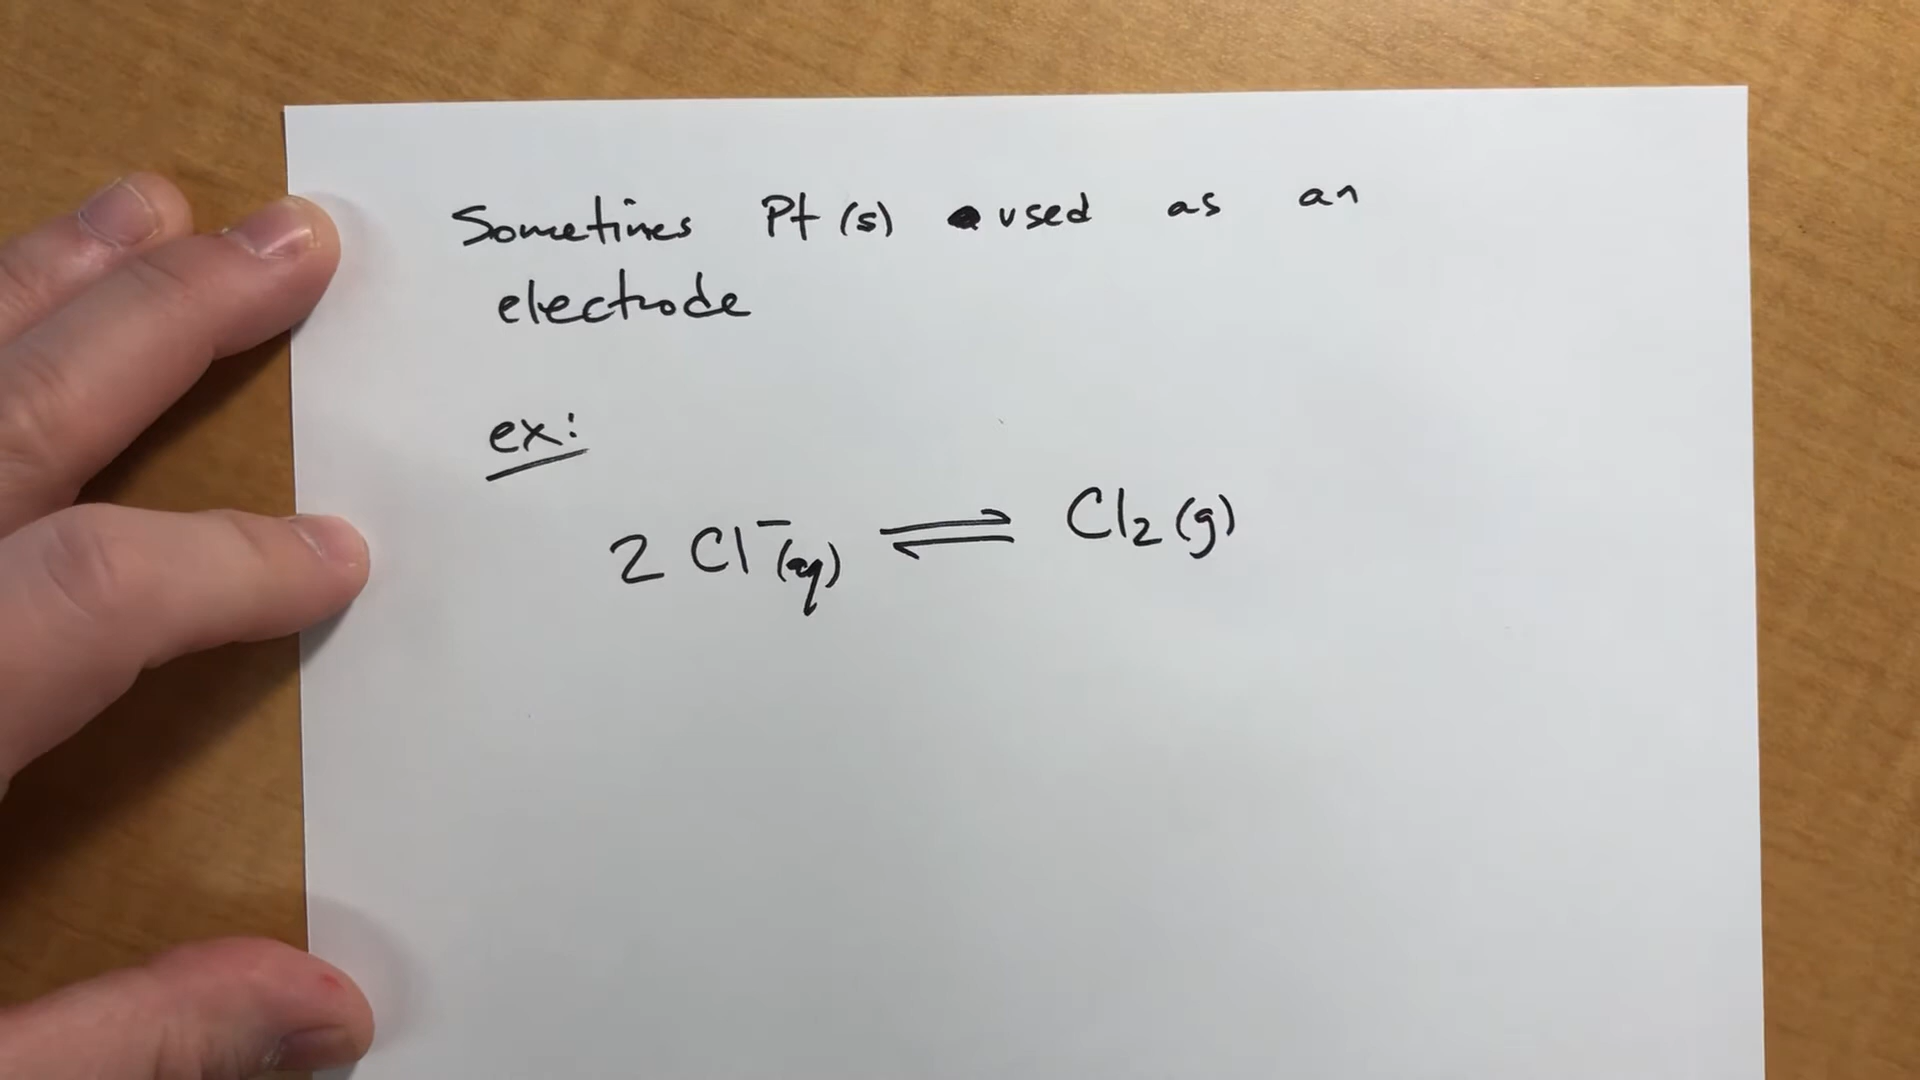 Sometimes Pt (s) used as an
electrode
ex:
2 Cl⁻(aq) ⇌ Cl₂ (g)